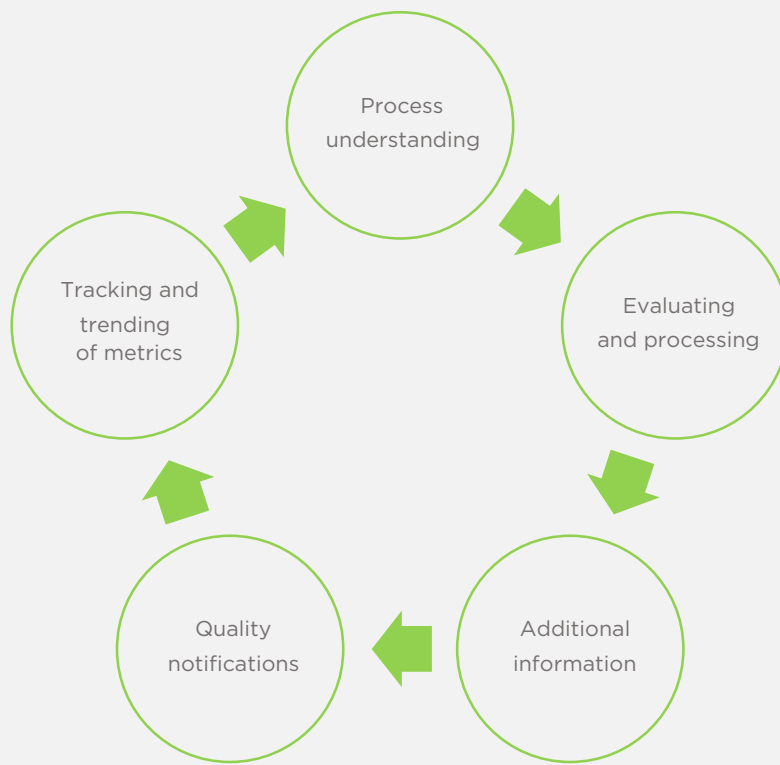 Process
understanding
Evaluating
and processing
Additional
information
Quality
notifications
Tracking and
trending
of metrics